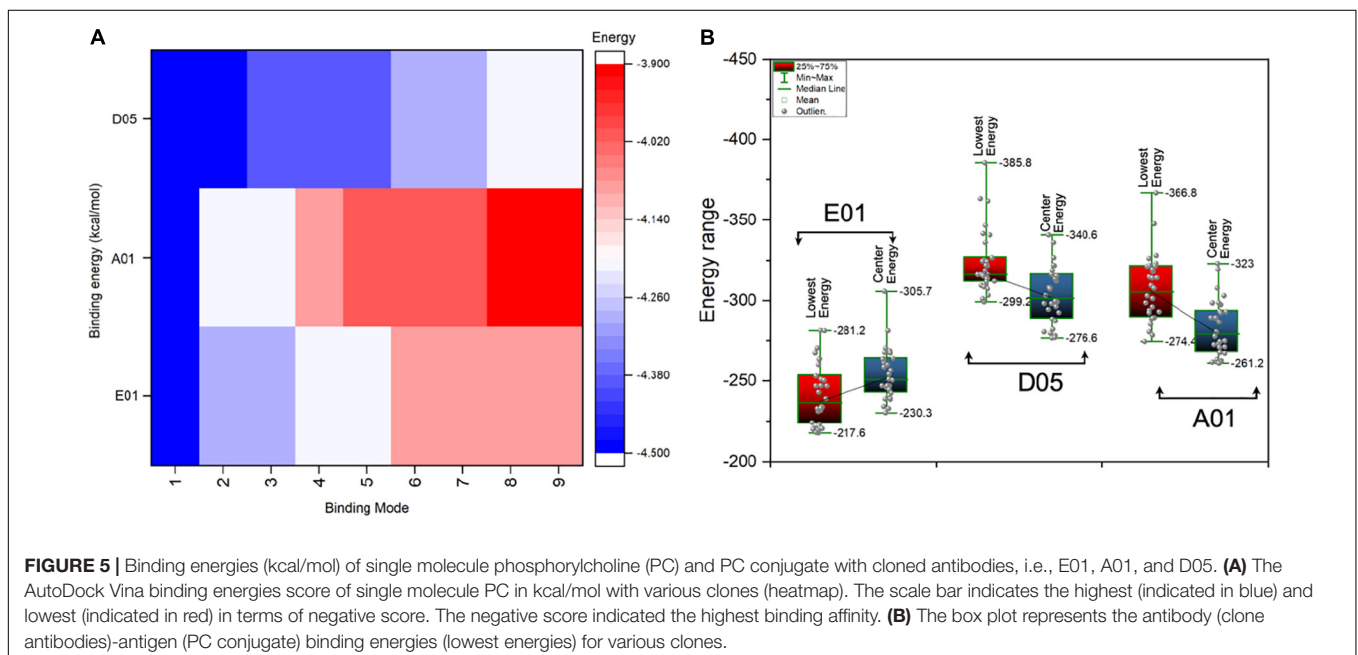 A
Energy
D05
A01
E01
Binding energy (kcal/mol)
1 2 3 4 5 6 7 8 9
Binding Mode
-3.900
-4.020
-4.140
-4.260
-4.380
-4.500
B
-450
-400
-350
-300
-250
-200
Energy range
25%~75%
Min~Max
Median Line
Mean
Outlien.
E01
Lowest Energy
-281.2
-217.6
Center Energy
-305.7
-230.3
Lowest Energy
-385.8
-299.2
Center Energy
-340.6
-276.6
D05
Lowest Energy
-366.8
-274.4
Center Energy
-323
-261.2
A01
FIGURE 5 | Binding energies (kcal/mol) of single molecule phosphorylcholine (PC) and PC conjugate with cloned antibodies, i.e., E01, A01, and D05. (A) The
AutoDock Vina binding energies score of single molecule PC in kcal/mol with various clones (heatmap). The scale bar indicates the highest (indicated in blue) and
lowest (indicated in red) in terms of negative score. The negative score indicated the highest binding affinity. (B) The box plot represents the antibody (clone
antibodies)-antigen (PC conjugate) binding energies (lowest energies) for various clones.